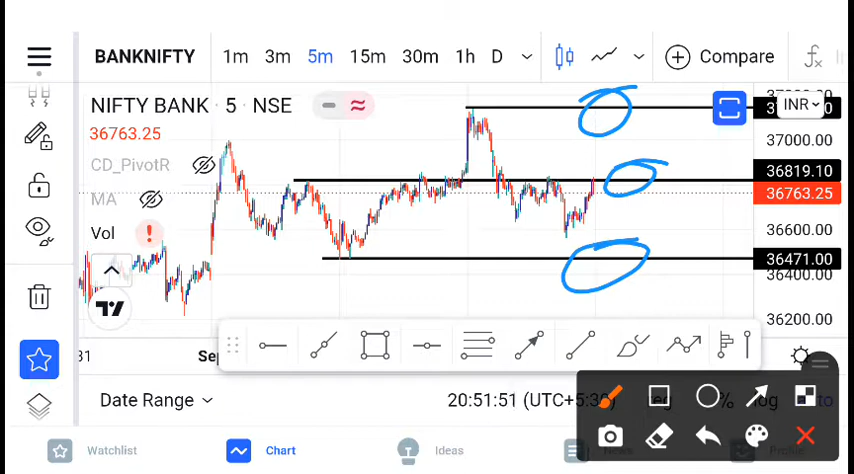 BANKNIFTY 1m 3m 5m 15m 30m 1h D Compare
NIFTY BANK · 5 · NSE
INR
36763.25
37000.00
CD_PivotR
36819.10
MA
36763.25
Vol
36600.00
36471.00
36400.00
36200.00
31
Date Range 20:51:51 (UTC+5:30)
%
Watchlist Chart Ideas